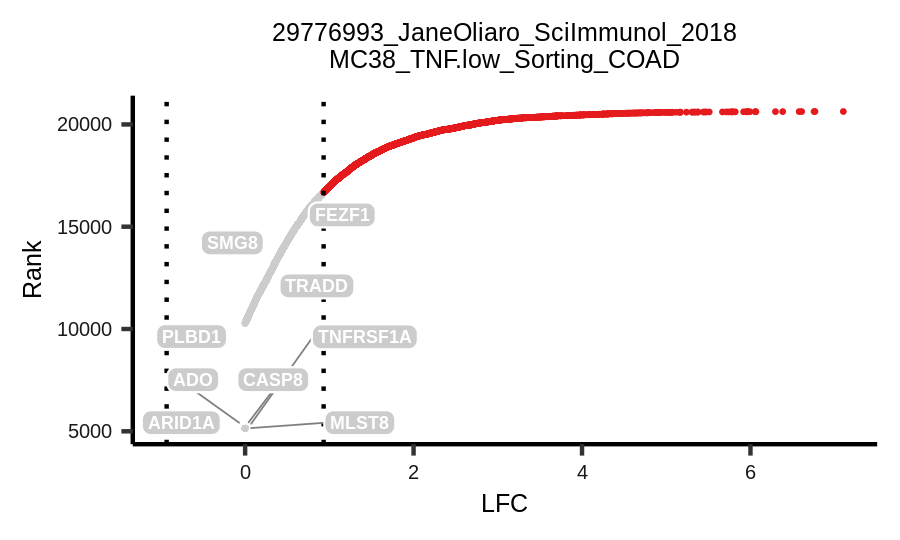 29776993_JaneOliaro_SciImmunol_2018
MC38_TNF.low_Sorting_COAD
Rank
20000
15000
10000
5000
FEZF1
SMG8
TRADD
PLBD1
TNFRSF1A
ADO
CASP8
ARID1A
MLST8
0
2
4
6
LFC